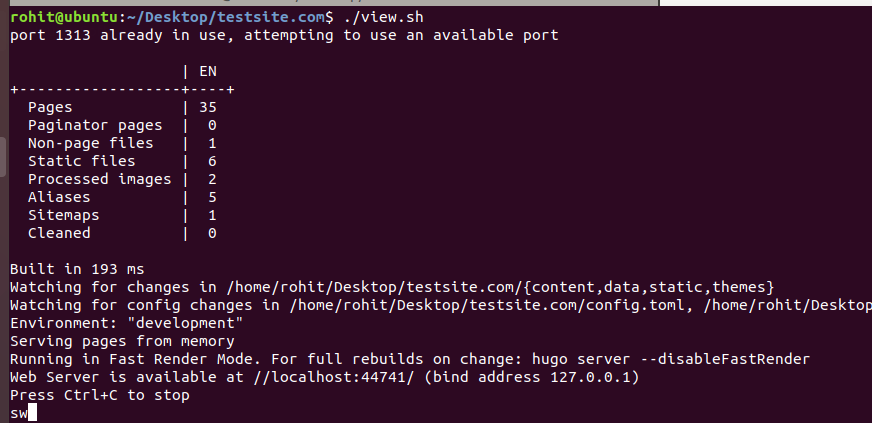 rohit@ubuntu:~/Desktop/testsite.com$ ./view.sh
port 1313 already in use, attempting to use an available port
| EN
+------------------+----+
Pages | 35
Paginator pages | 0
Non-page files | 1
Static files | 6
Processed images | 2
Aliases | 5
Sitemaps | 1
Cleaned | 0
Built in 193 ms
Watching for changes in /home/rohit/Desktop/testsite.com/{content,data,static,themes}
Watching for config changes in /home/rohit/Desktop/testsite.com/config.toml, /home/rohit/Desktop
Environment: "development"
Serving pages from memory
Running in Fast Render Mode. For full rebuilds on change: hugo server --disableFastRender
Web Server is available at //localhost:44741/ (bind address 127.0.0.1)
Press Ctrl+C to stop
sw